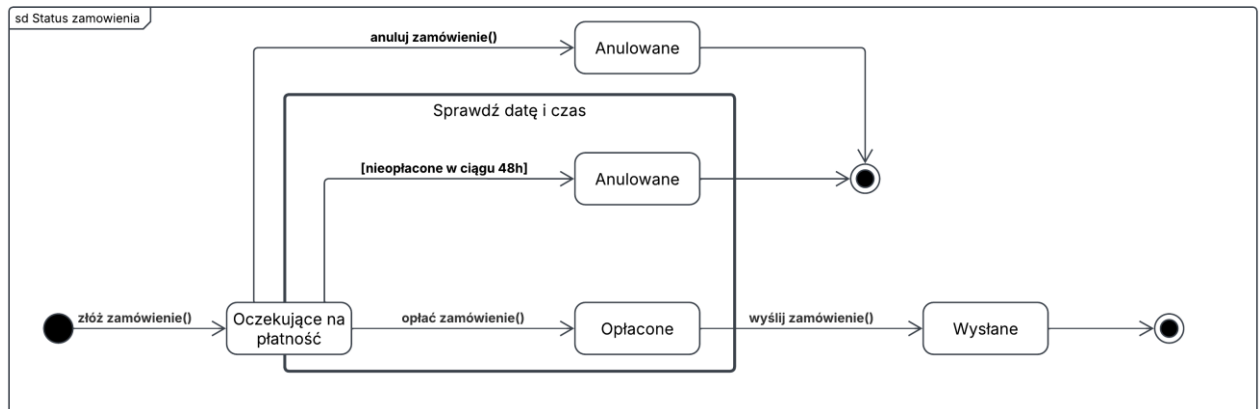 sd Status zamowienia
anuluj zamówienie()
Anulowane
Sprawdź datę i czas
[nieopłacone w ciągu 48h]
Anulowane
złóż zamówienie()
Oczekujące na
płatność
opłać zamówienie()
Opłacone
wyślij zamówienie()
Wysłane